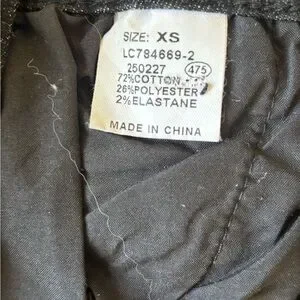 SIZE: XS
LC784669-2
250227 475
72%COTTON
26%POLYESTER
2%ELASTANE
MADE IN CHINA